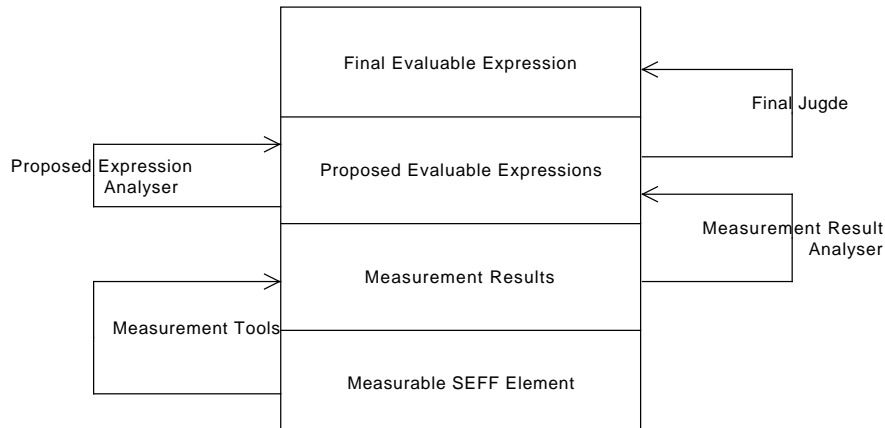 Final Evaluable Expression
Final Jugde
Proposed Expression
Analyser
Proposed Evaluable Expressions
Measurement Result
Analyser
Measurement Results
Measurement Tools
Measurable SEFF Element